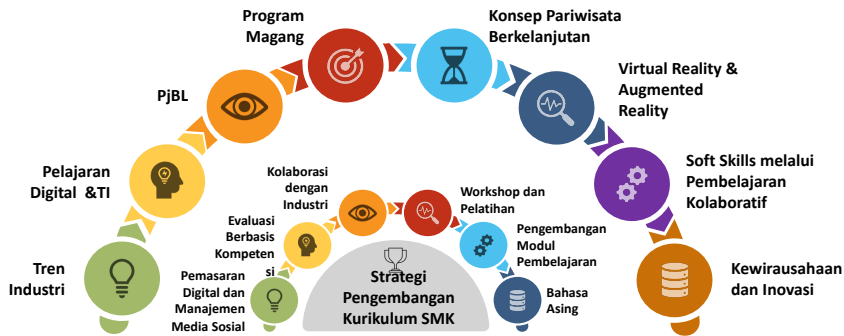 Program
Magang
Konsep Pariwisata
Berkelanjutan
PjBL
Virtual Reality &
Augmented
Reality
Pelajaran
Digital &TI
Soft Skills melalui
Pembelajaran
Kolaboratif
Tren
Industri
Kewirausahaan
dan Inovasi
Kolaborasi
dengan
Industri
Workshop dan
Pelatihan
Evaluasi
Berbasis
Kompeten
si
Pengembangan
Modul
Pembelajaran
Pemasaran
Digital dan
Manajemen
Media Sosial
Bahasa
Asing
Strategi
Pengembangan
Kurikulum SMK